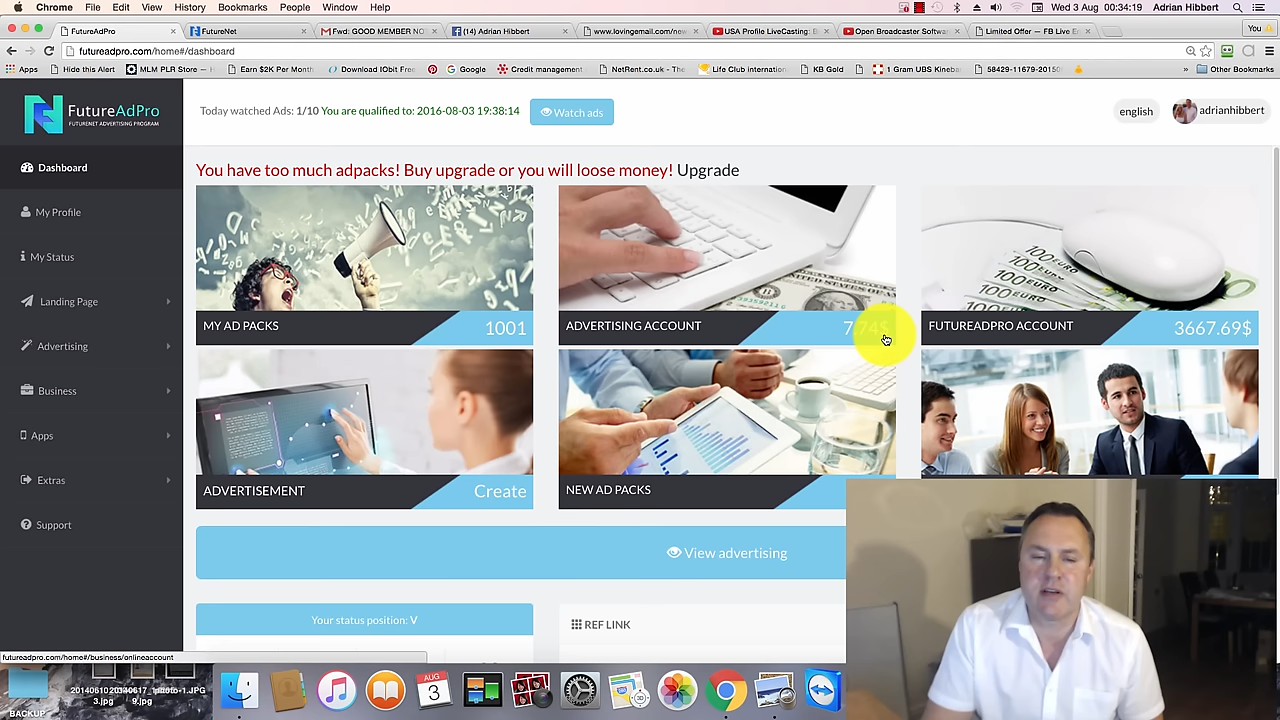 Chrome File Edit View History Bookmarks People Window Help Wed 3 Aug 00:34:19 Adrian Hibbert
FutureAdPro FutureNet Fwd: GOOD MEMBER NO (14) Adrian Hibbert www.lovingemail.com/new USA Profile LiveCasting: Open Broadcaster Softwa Limited Offer — FB Live E You
futureadpro.com/home#/dashboard
Apps Hide this Alert MLM PLR Store — Earn $2K Per Month Download IObit Free Google Credit management NetRent.co.uk - The Life Club internation KB Gold 1 Gram UBS Kineba 58429-11679-20150 » Other Bookmarks
FutureAdPro
FUTURENET ADVERTISING PROGRAM
Today watched Ads: 1/10 You are qualified to: 2016-08-03 19:38:14 Watch ads english adrianhibbert
Dashboard
My Profile
My Status
Landing Page
Advertising
Business
Apps
Extras
Support
You have too much adpacks! Buy upgrade or you will loose money! Upgrade
MY AD PACKS 1001
ADVERTISING ACCOUNT 7.74$
FUTUREADPRO ACCOUNT 3667.69$
ADVERTISEMENT Create
NEW AD PACKS
View advertising
Your status position: V
REF LINK
futureadpro.com/home#/business/onlineaccount
AUG
3
BACKUP